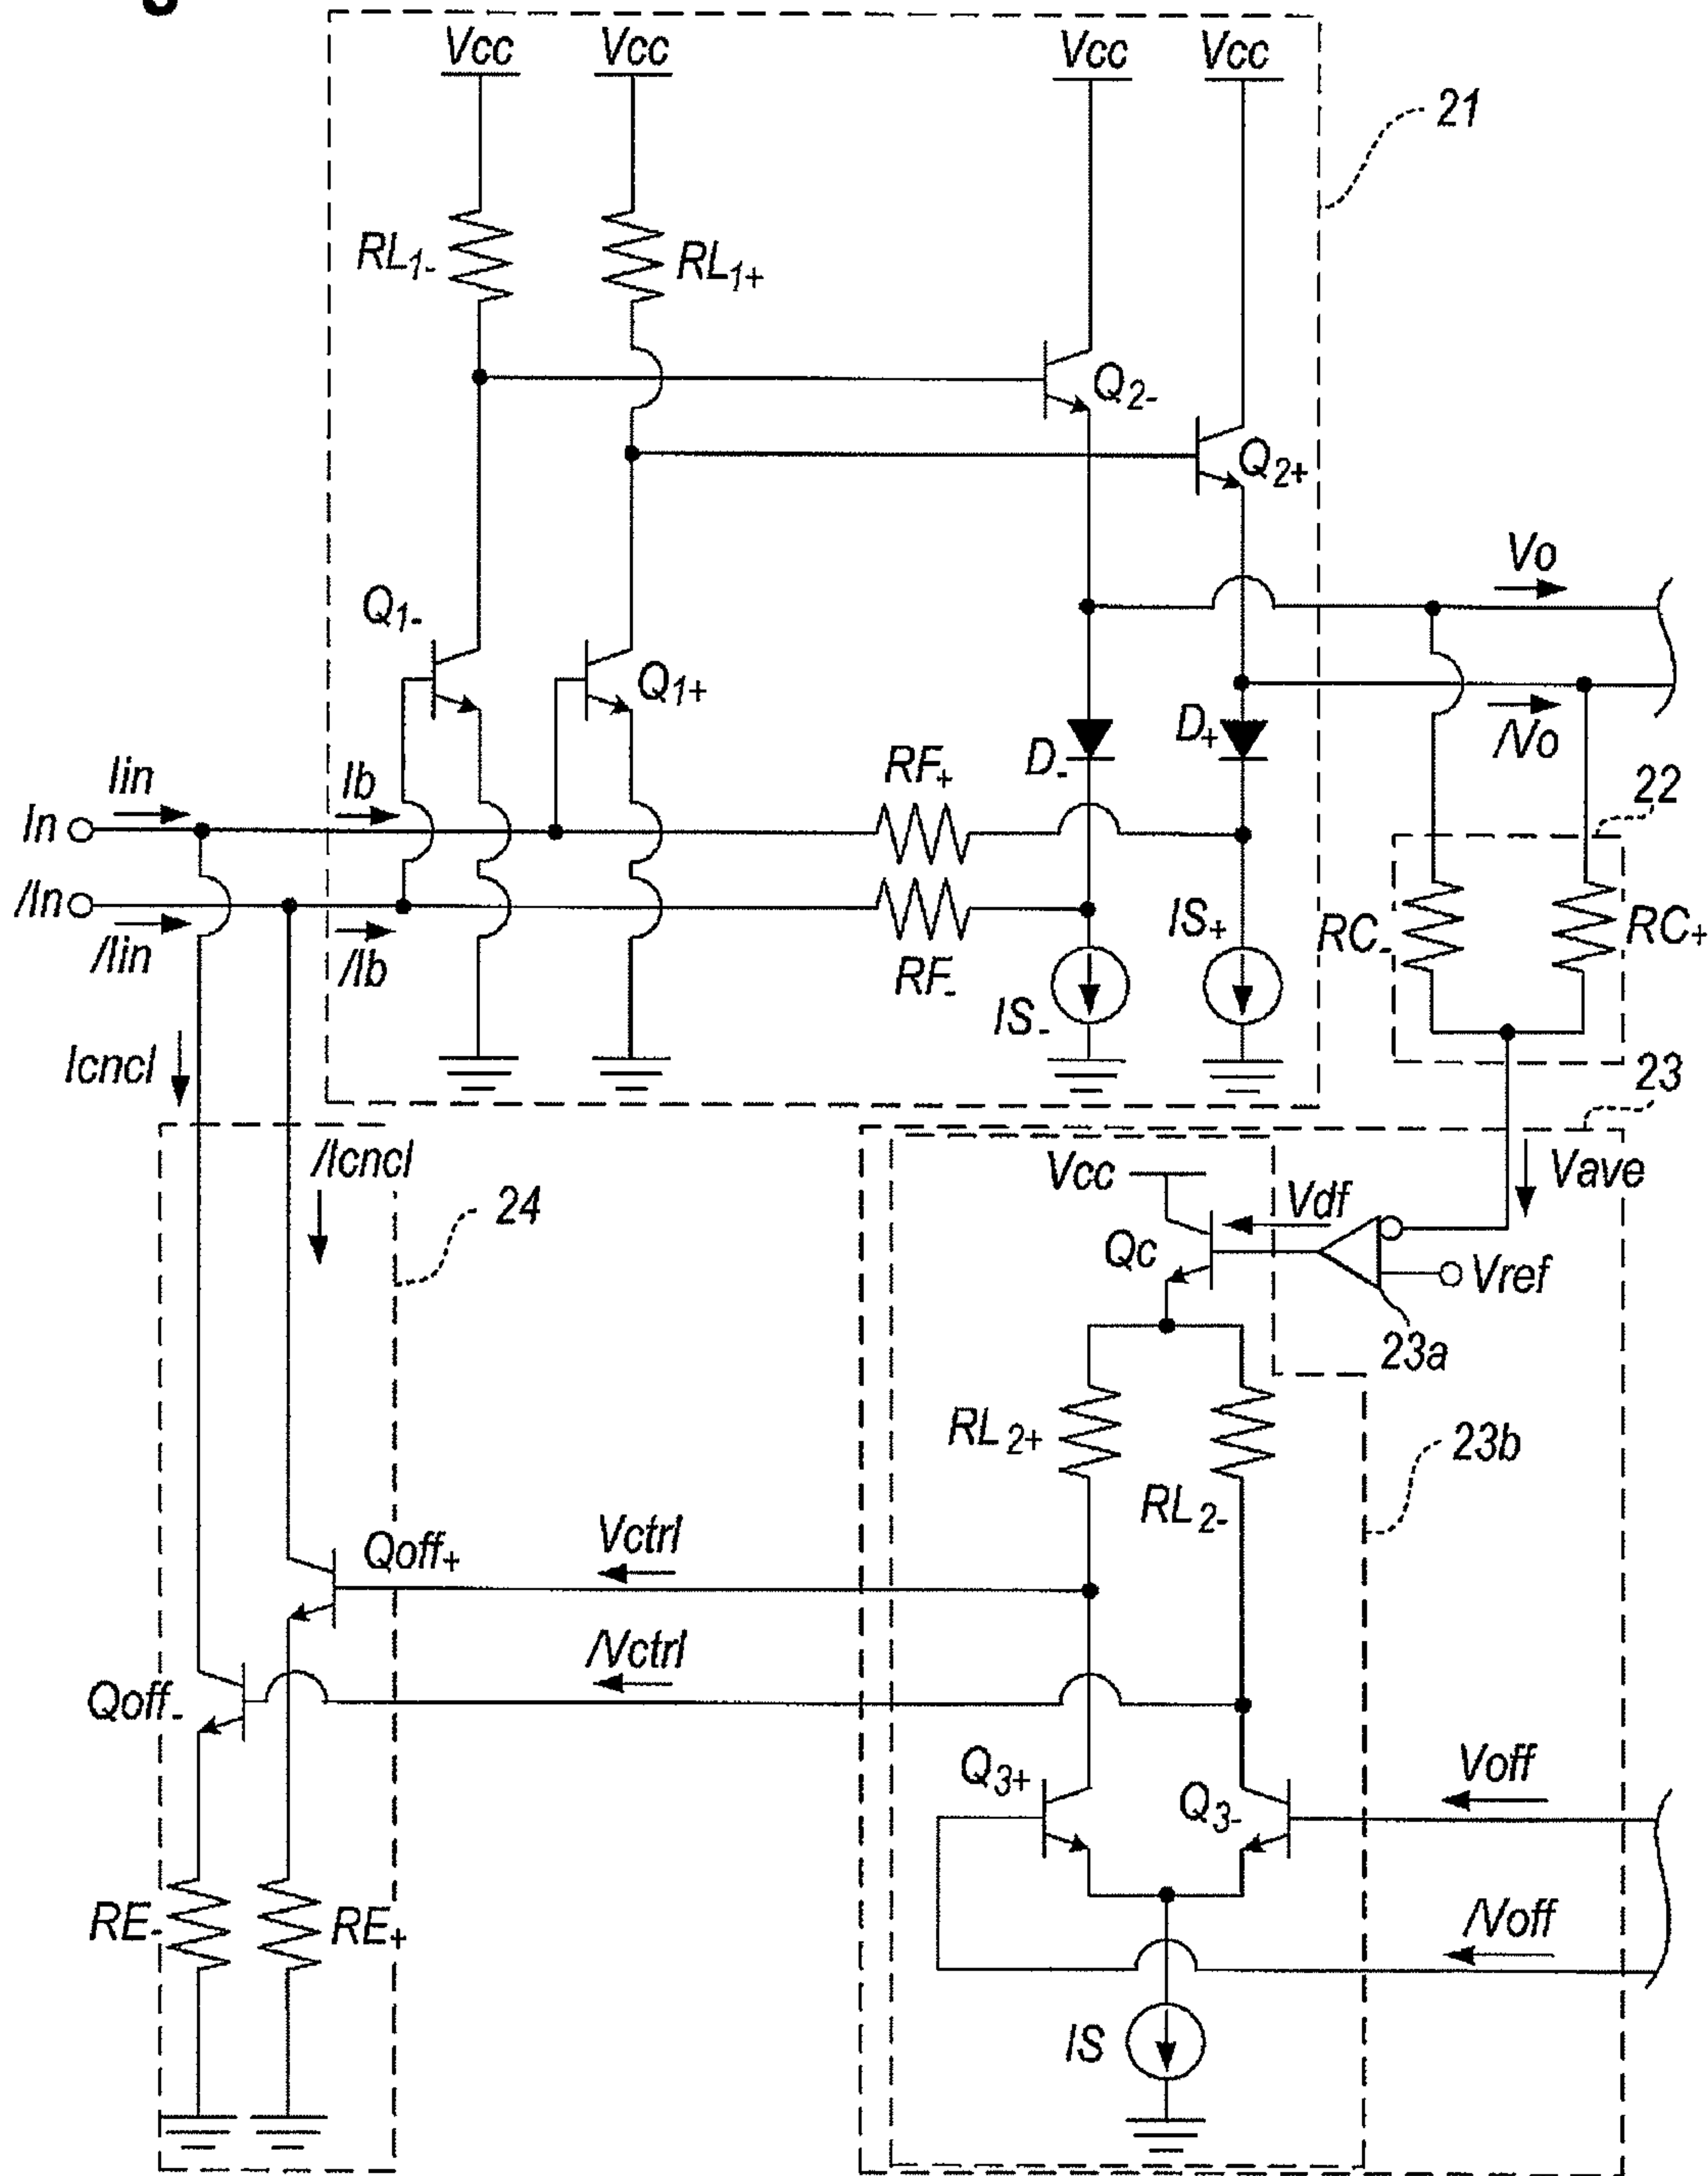 Vcc Vcc Vcc Vcc
21
RL1- RL1+
Q2-
Q2+
Vo
Q1- Q1+
/Vo
D- D+
RF+
Iin Ib
In
22
/In
/Iin /Ib
RF-
IS+
IS-
RC- RC+
Icncl
23
/Icncl
Vcc Vdf Vave
24
Qc
Vref
23a
RL2+
23b
RL2-
Qoff+ Vctrl
/Vctrl
Qoff-
Q3+ Q3- Voff
RE- RE+
/Voff
IS